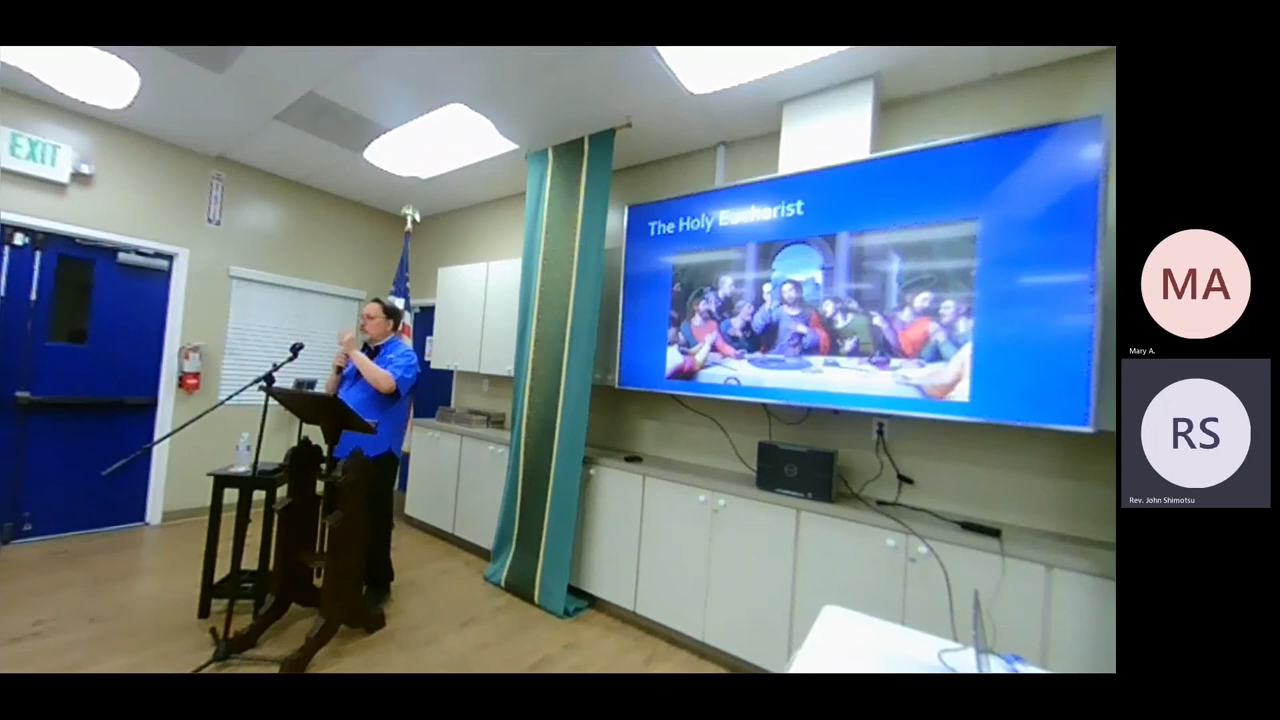 EXIT
The Holy Eucharist
MA
Mary A.
RS
Rev. John Shimotsu